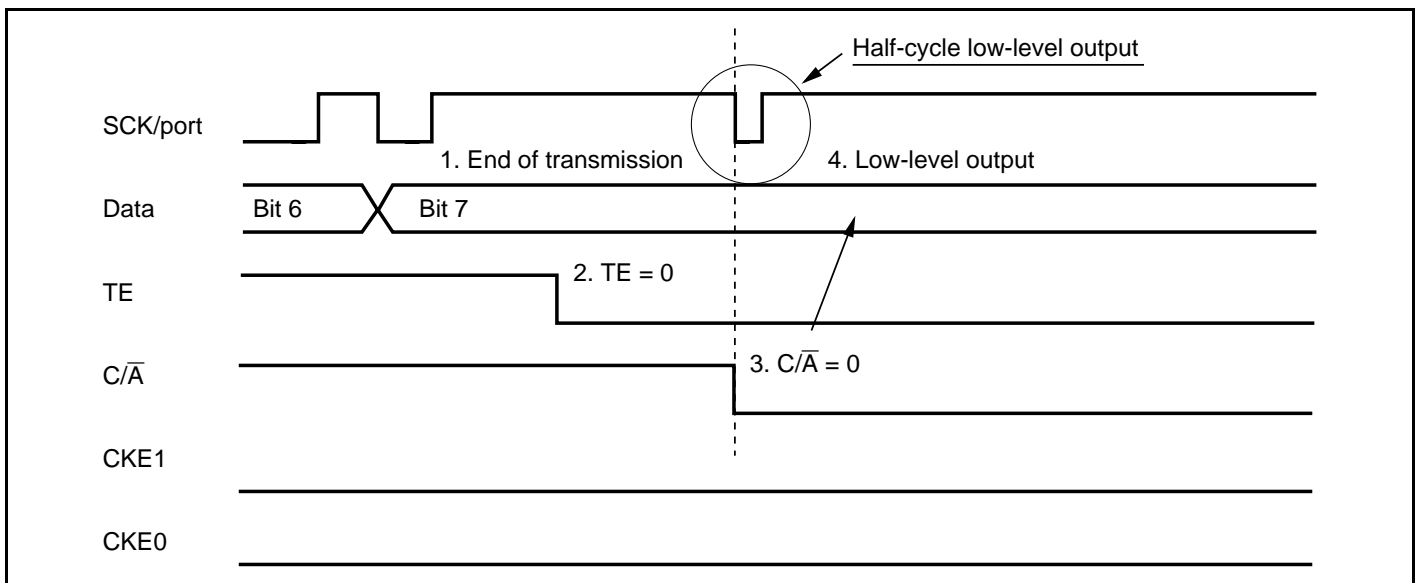 Half-cycle low-level output
SCK/port
1. End of transmission
4. Low-level output
Data
Bit 6
Bit 7
TE
2. TE = 0
C/A̅
3. C/A̅ = 0
CKE1
CKE0